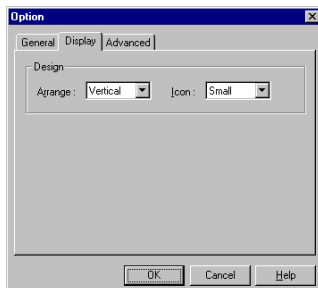 Option
General Display Advanced
Design
Arrange : Vertical Icon : Small
OK Cancel Help